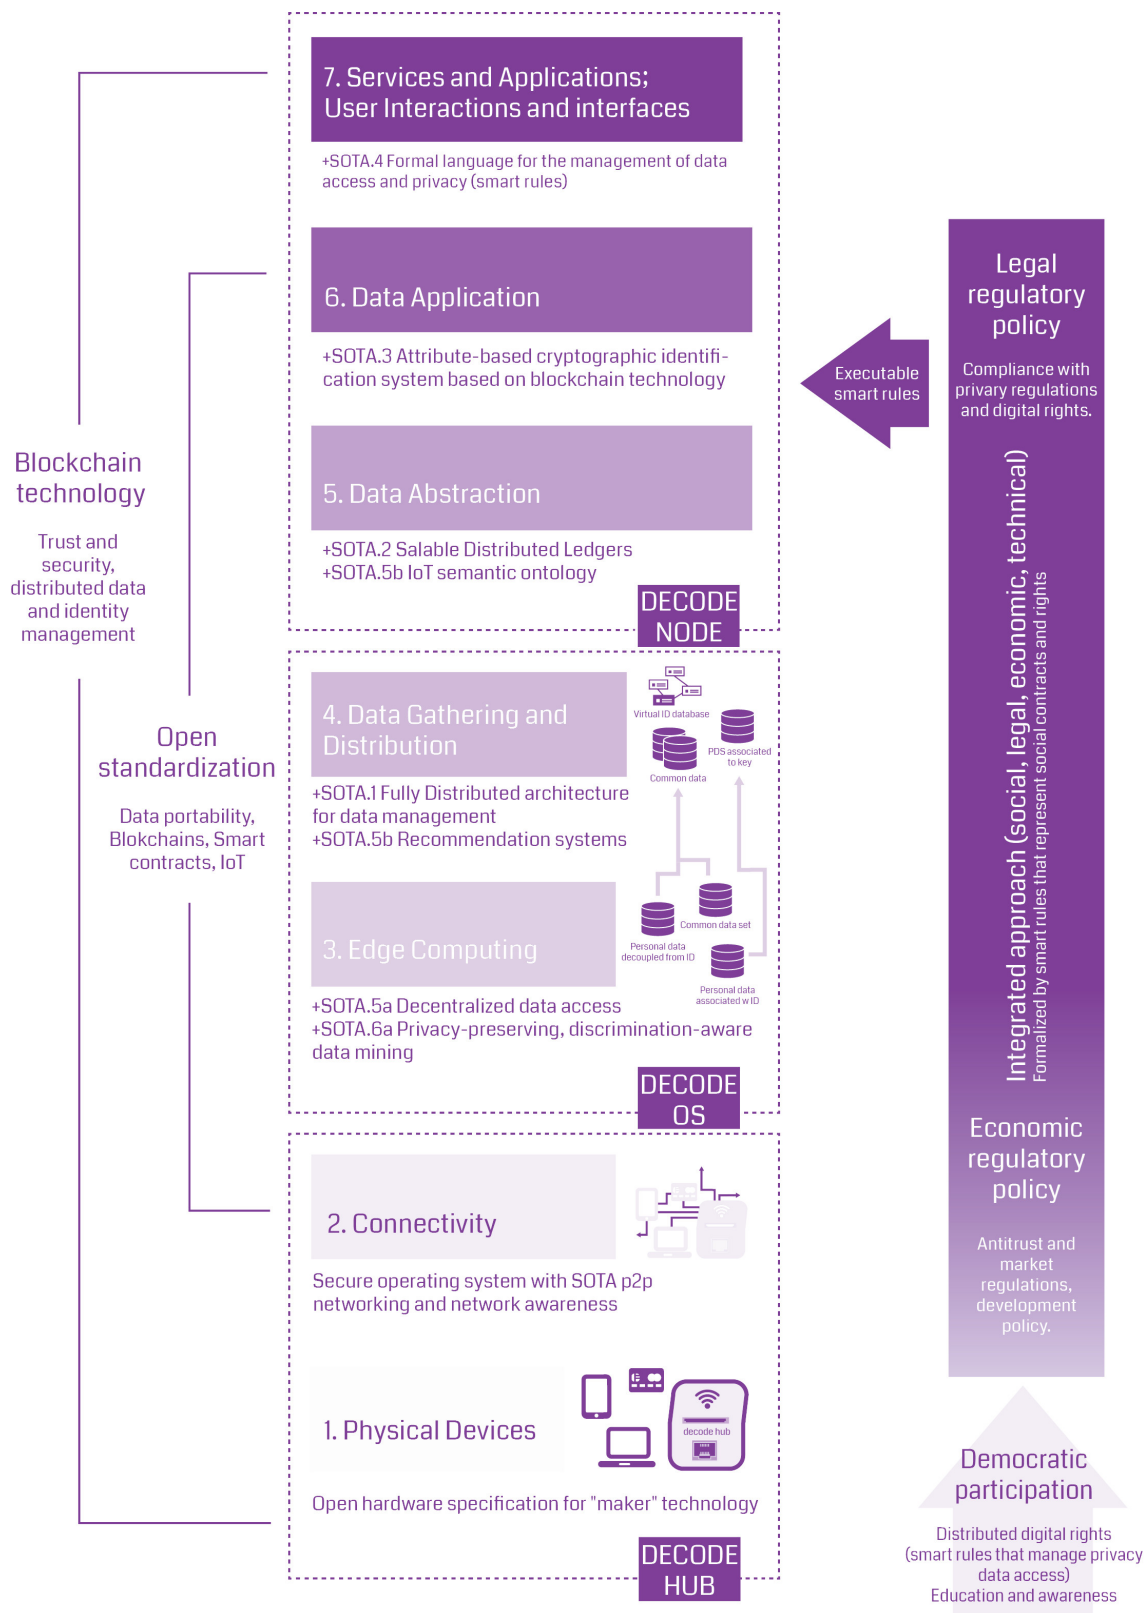 7. Services and Applications;
User Interactions and interfaces
+SOTA.4 Formal language for the management of data
access and privacy (smart rules)
6. Data Application
+SOTA.3 Attribute-based cryptographic identifi-
cation system based on blockchain technology
5. Data Abstraction
+SOTA.2 Salable Distributed Ledgers
+SOTA.5b IoT semantic ontology
DECODE
NODE
4. Data Gathering and
Distribution
+SOTA.1 Fully Distributed architecture
for data management
+SOTA.5b Recommendation systems
Virtual ID database
PDS associated
to key
Common data
3. Edge Computing
Common data set
Personal data
decoupled from ID
Personal data
associated w ID
+SOTA.5a Decentralized data access
+SOTA.6a Privacy-preserving, discrimination-aware
data mining
DECODE
OS
2. Connectivity
Secure operating system with SOTA p2p
networking and network awareness
1. Physical Devices
decode hub
Open hardware specification for "maker" technology
DECODE
HUB
Blockchain
technology
Trust and
security,
distributed data
and identity
management
Open
standardization
Data portability,
Blokchains, Smart
contracts, IoT
Executable
smart rules
Legal
regulatory
policy
Compliance with
privary regulations
and digital rights.
Integrated approach (social, legal, economic, technical)
Formalized by smart rules that represent social contracts and rights
Economic
regulatory
policy
Antitrust and
market
regulations,
development
policy.
Democratic
participation
Distributed digital rights
(smart rules that manage privacy
data access)
Education and awareness